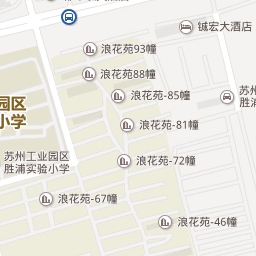 铖宏大酒店
浪花苑93幢
浪花苑88幢
苏州
胜浦
浪花苑-85幢
园区
小学
浪花苑-81幢
苏州工业园区
胜浦实验小学
浪花苑-72幢
浪花苑-67幢
浪花苑-46幢